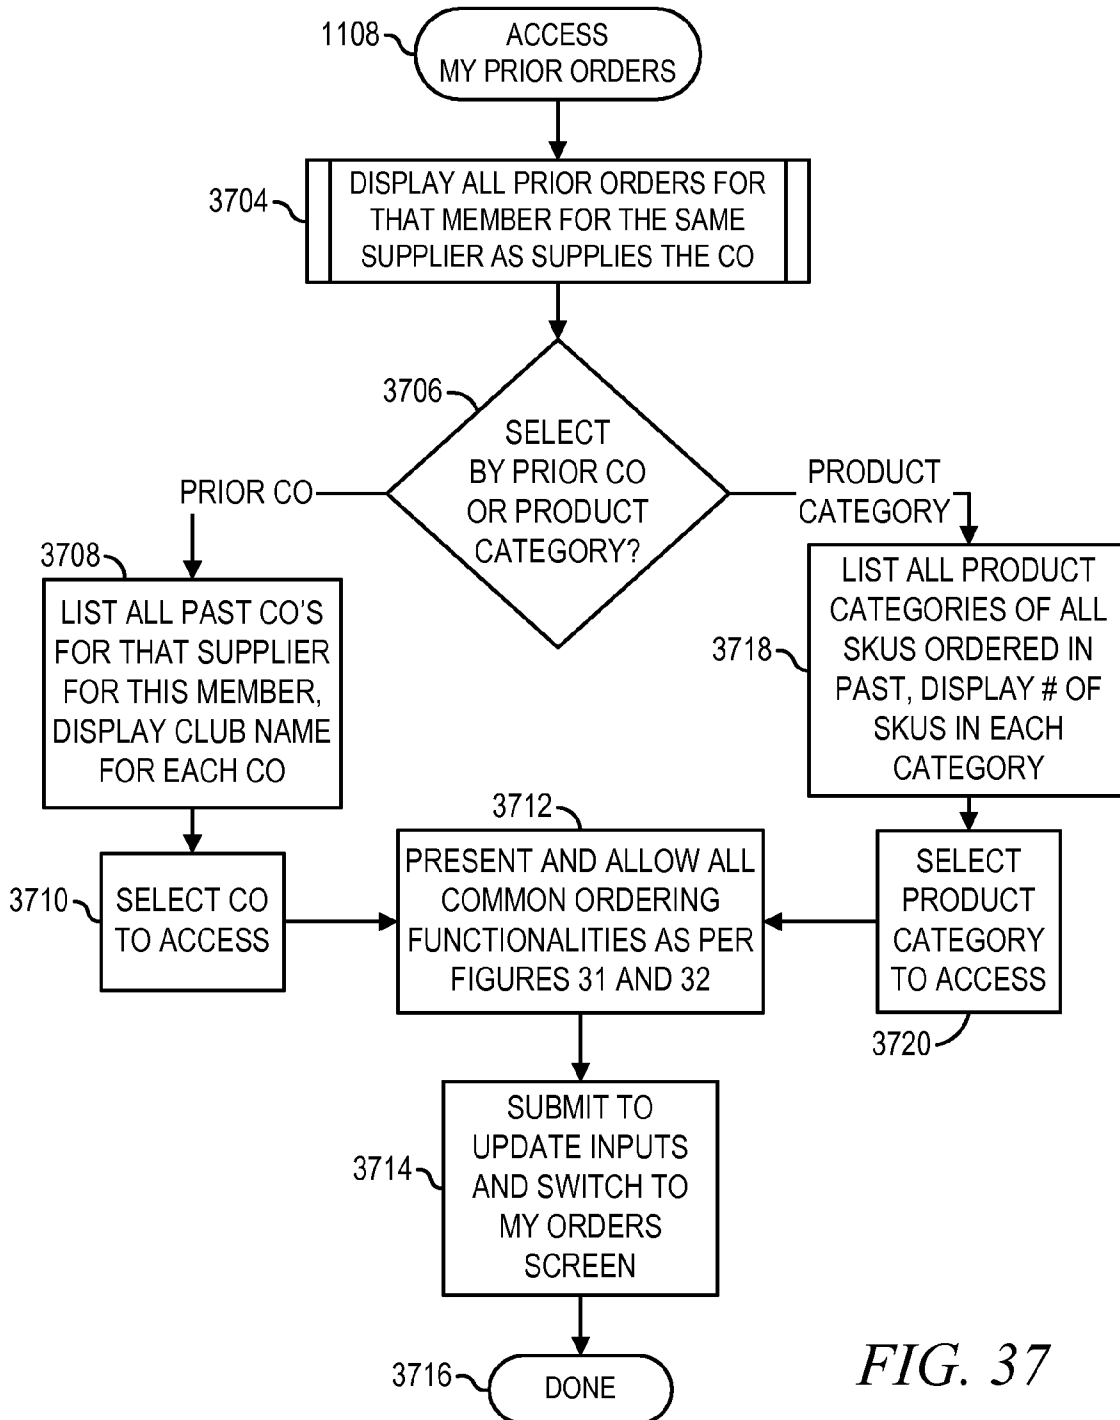 1108
ACCESS
MY PRIOR ORDERS
3704
DISPLAY ALL PRIOR ORDERS FOR
THAT MEMBER FOR THE SAME
SUPPLIER AS SUPPLIES THE CO
3706
SELECT
BY PRIOR CO
OR PRODUCT
CATEGORY?
PRIOR CO
PRODUCT
CATEGORY
3708
LIST ALL PAST CO'S
FOR THAT SUPPLIER
FOR THIS MEMBER,
DISPLAY CLUB NAME
FOR EACH CO
3718
LIST ALL PRODUCT
CATEGORIES OF ALL
SKUS ORDERED IN
PAST, DISPLAY # OF
SKUS IN EACH
CATEGORY
3710
SELECT CO
TO ACCESS
3712
PRESENT AND ALLOW ALL
COMMON ORDERING
FUNCTIONALITIES AS PER
FIGURES 31 AND 32
SELECT
PRODUCT
CATEGORY
TO ACCESS
3720
3714
SUBMIT TO
UPDATE INPUTS
AND SWITCH TO
MY ORDERS
SCREEN
3716
DONE
FIG. 37